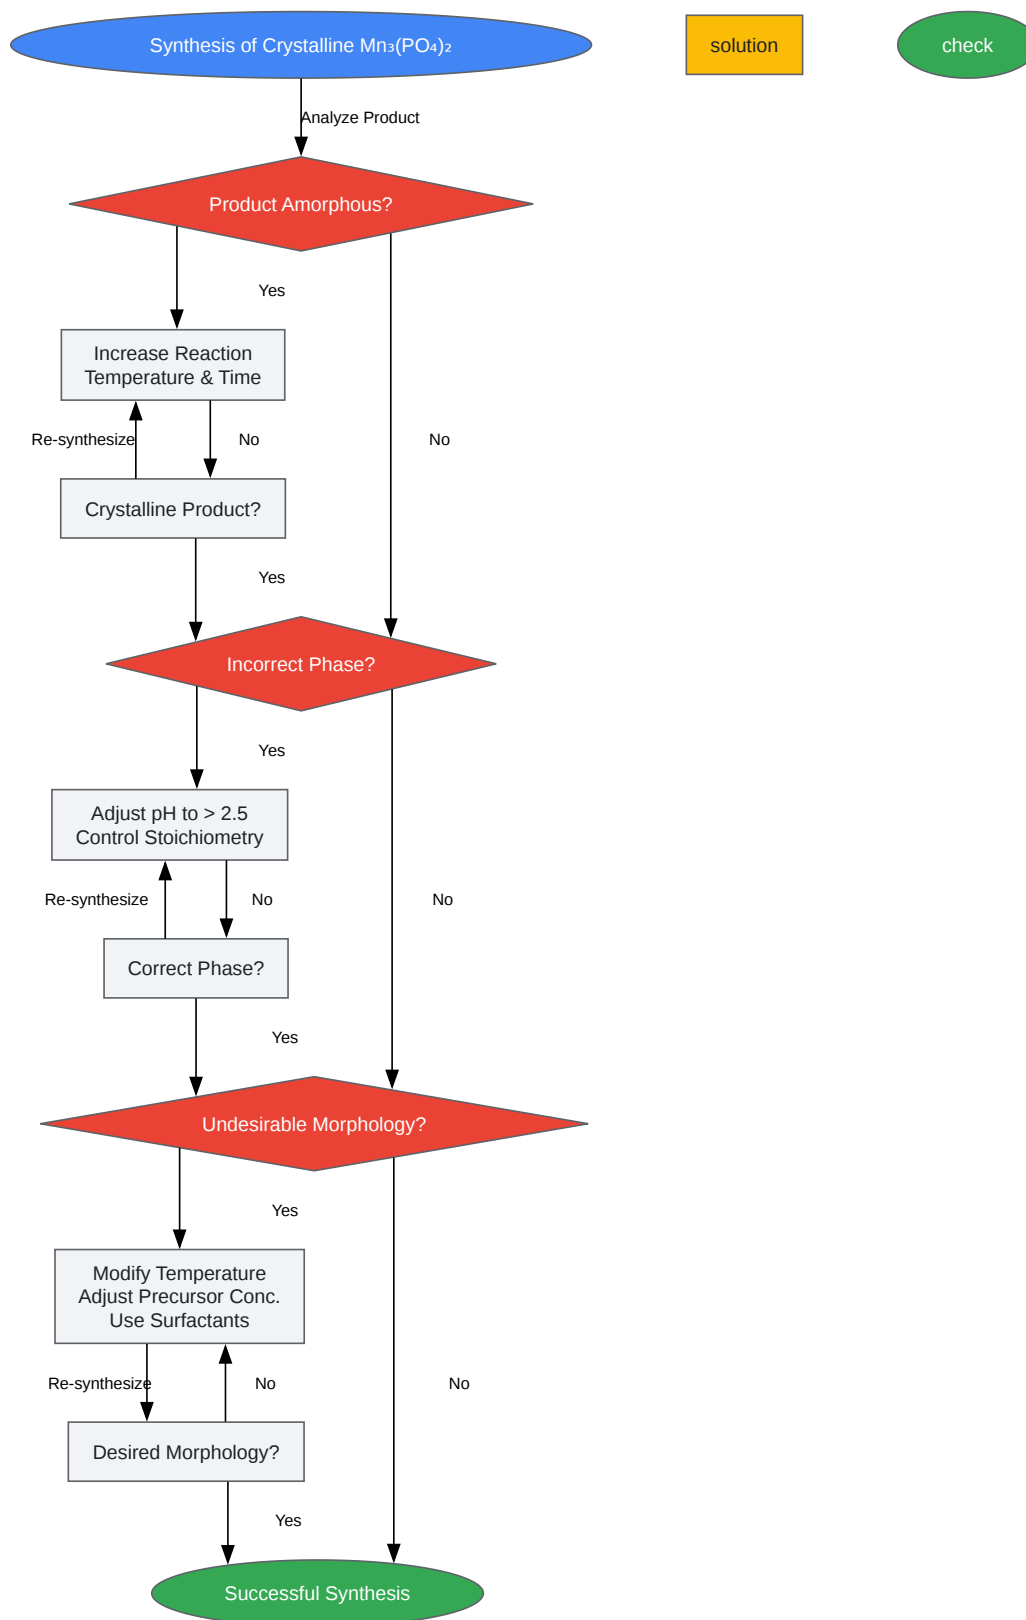 Synthesis of Crystalline Mn₃(PO₄)₂
solution
check
Analyze Product
Product Amorphous?
Yes
Increase Reaction
Temperature & Time
Re-synthesize
No
No
Crystalline Product?
Yes
Incorrect Phase?
Yes
Adjust pH to > 2.5
Control Stoichiometry
Re-synthesize
No
No
Correct Phase?
Yes
Undesirable Morphology?
Yes
Modify Temperature
Adjust Precursor Conc.
Use Surfactants
Re-synthesize
No
No
Desired Morphology?
Yes
Successful Synthesis